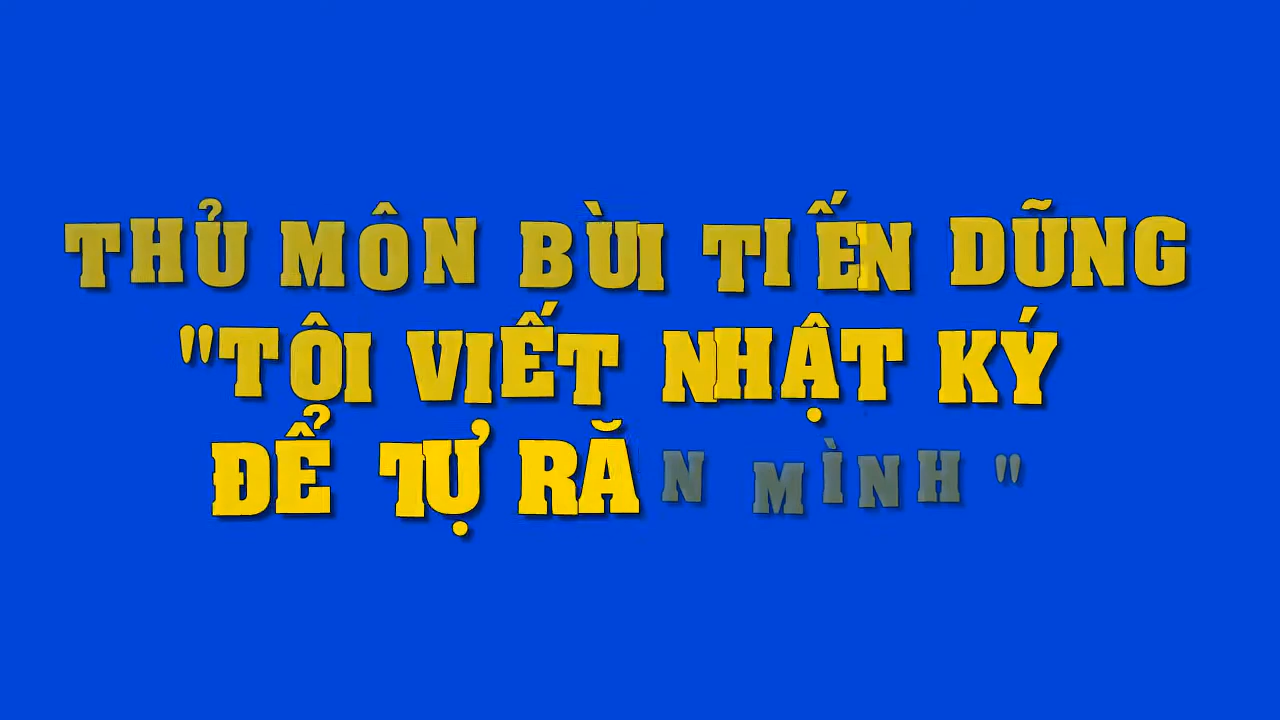 THỦ MÔN BÙI TIẾN DŨNG
"TÔI VIẾT NHẬT KÝ
ĐỂ TỰ RĂN MÌNH"